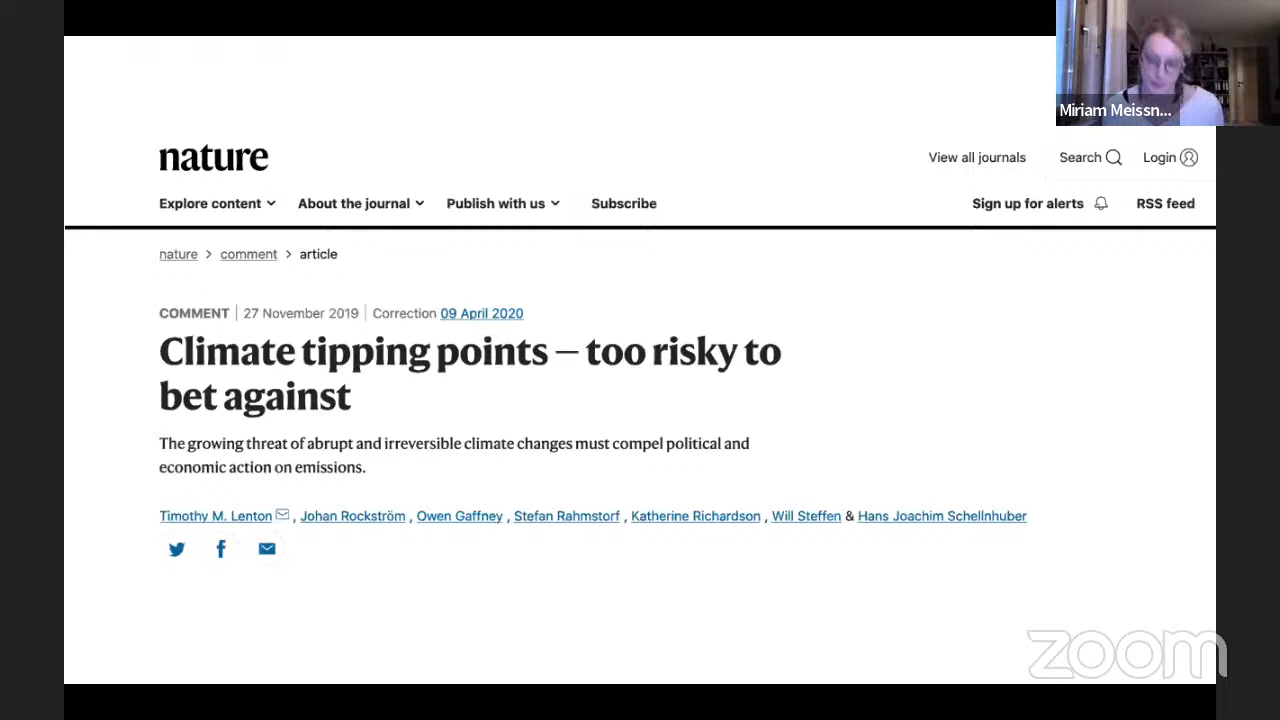 Miriam Meissn...
nature
View all journals Search Login
Explore content About the journal Publish with us Subscribe Sign up for alerts RSS feed
nature > comment > article
COMMENT | 27 November 2019 | Correction 09 April 2020
Climate tipping points — too risky to
bet against
The growing threat of abrupt and irreversible climate changes must compel political and
economic action on emissions.
Timothy M. Lenton , Johan Rockström , Owen Gaffney , Stefan Rahmstorf , Katherine Richardson , Will Steffen & Hans Joachim Schellnhuber
zoom